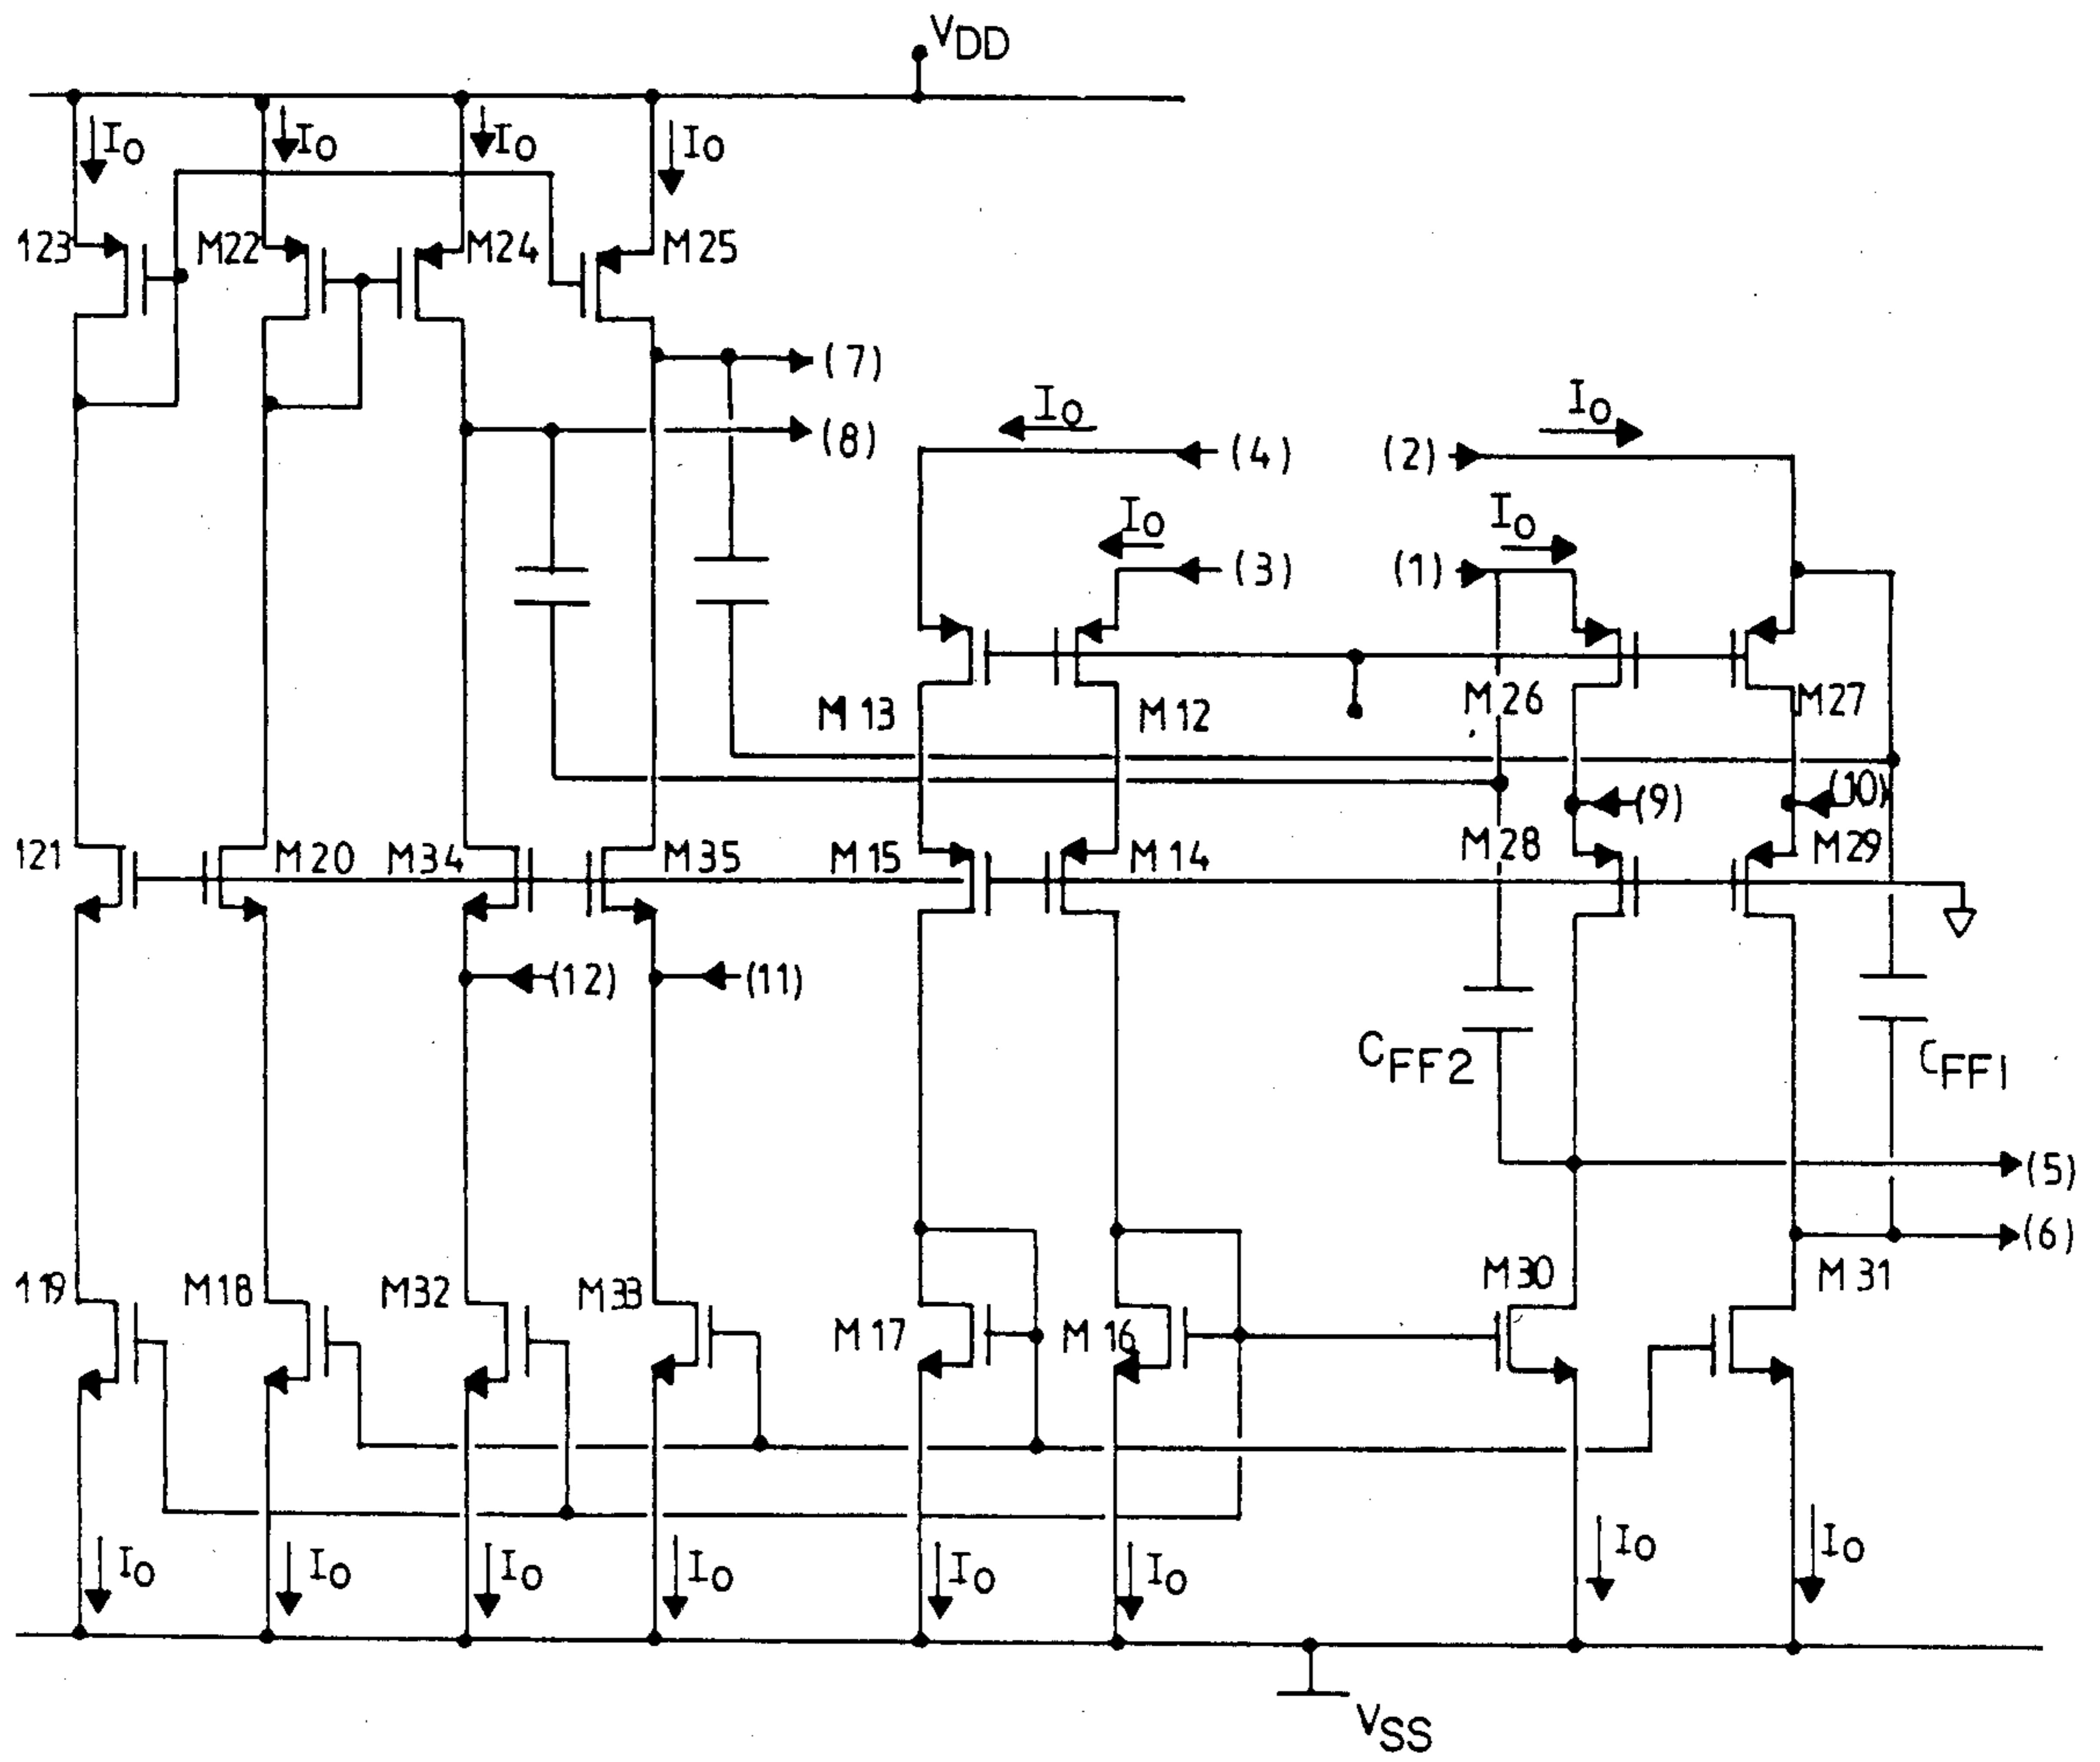 VDD
IO IO IO IO
123 M22 M24 M25
(7)
(8)
IO IO
(4) (2)
IO IO
(3) (1)
M13 M12 M26 M27
(9) (10)
121 M20 M34 M35 M15 M14 M28 M29
(12) (11)
CFF2 CFF1
(5)
(6)
119 M18 M32 M33 M17 M16 M30 M31
IO IO IO IO IO IO IO IO
VSS